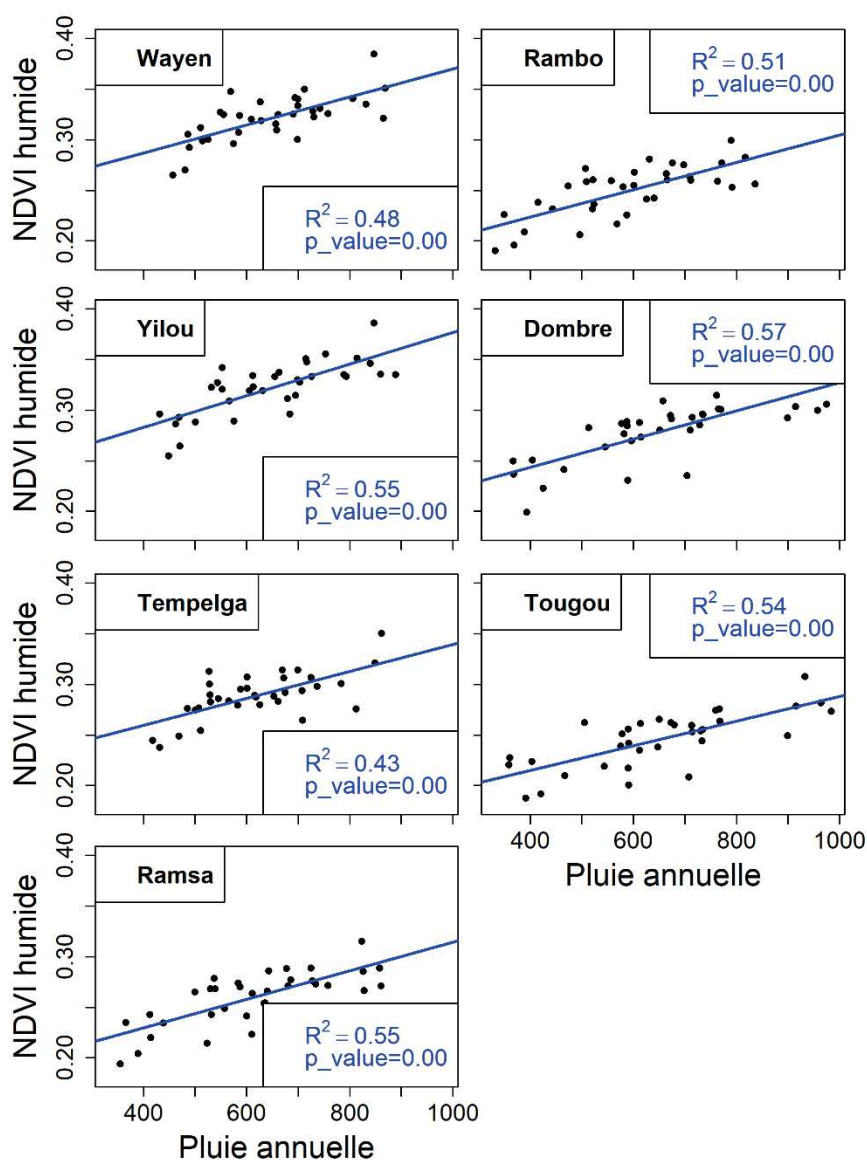 Wayen
R² = 0.48
p_value=0.00
NDVI humide
0.20 0.30 0.40
Rambo
R² = 0.51
p_value=0.00
Yilou
R² = 0.55
p_value=0.00
NDVI humide
0.20 0.30 0.40
Dombre
R² = 0.57
p_value=0.00
Tempelga
R² = 0.43
p_value=0.00
NDVI humide
0.20 0.30 0.40
Tougou
R² = 0.54
p_value=0.00
400 600 800 1000
Pluie annuelle
Ramsa
R² = 0.55
p_value=0.00
NDVI humide
0.20 0.30 0.40
400 600 800 1000
Pluie annuelle